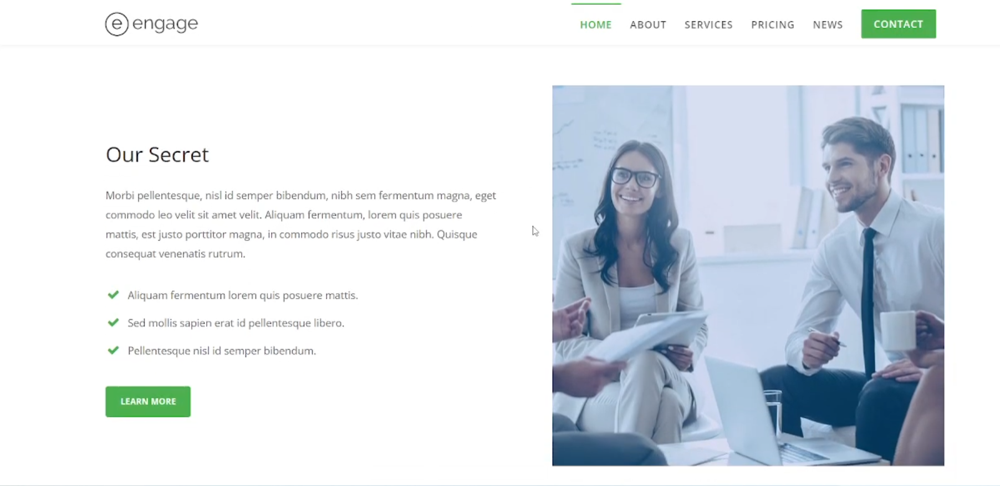 e engage
HOME ABOUT SERVICES PRICING NEWS CONTACT
Our Secret
Morbi pellentesque, nisl id semper bibendum, nibh sem fermentum magna, eget
commodo leo velit sit amet velit. Aliquam fermentum, lorem quis posuere
mattis, est justo porttitor magna, in commodo risus justo vitae nibh. Quisque
consequat venenatis rutrum.
Aliquam fermentum lorem quis posuere mattis.
Sed mollis sapien erat id pellentesque libero.
Pellentesque nisl id semper bibendum.
LEARN MORE